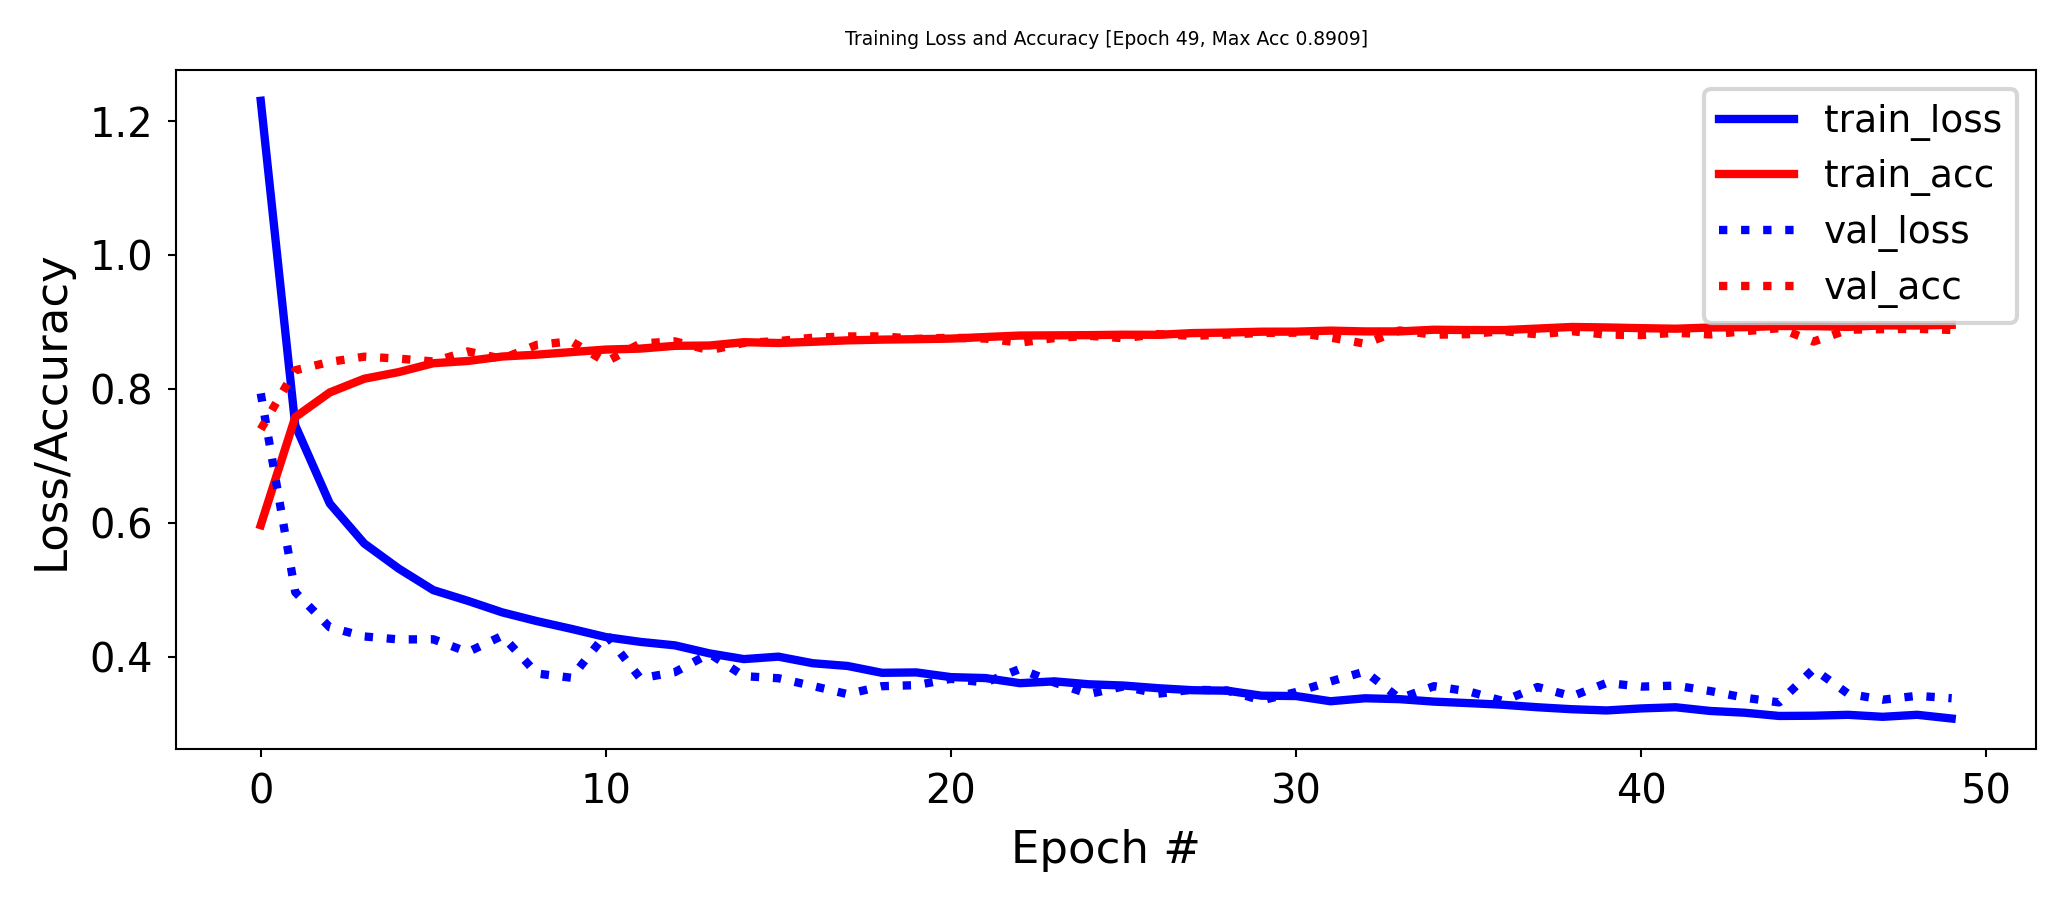 Training Loss and Accuracy [Epoch 49, Max Acc 0.8909]
Loss/Accuracy
1.2
1.0
0.8
0.6
0.4
train_loss
train_acc
val_loss
val_acc
0 10 20 30 40 50
Epoch #